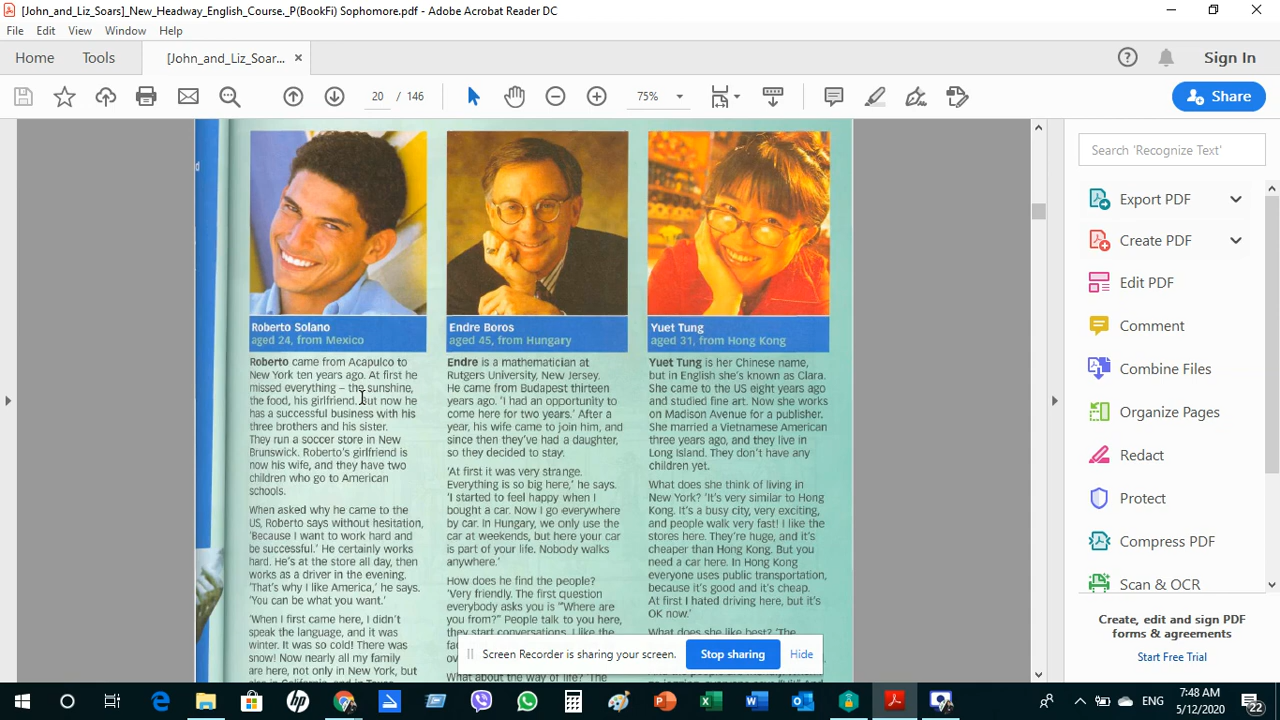 [John_and_Liz_Soars]_New_Headway_English_Course._P(BookFi) Sophomore.pdf - Adobe Acrobat Reader DC
File Edit View Window Help
Home Tools [John_and_Liz_Soar... × Sign In
20 / 146 75% Share
Search 'Recognize Text'
Export PDF
Create PDF
Edit PDF
Comment
Combine Files
Organize Pages
Redact
Protect
Compress PDF
Scan & OCR
Create, edit and sign PDF
forms & agreements
Start Free Trial
Roberto Solano
aged 24, from Mexico
Roberto came from Acapulco to
New York ten years ago. At first he
missed everything – the sunshine,
the food, his girlfriend. But now he
has a successful business with his
three brothers and his sister.
They run a soccer store in New
Brunswick. Roberto's girlfriend is
now his wife, and they have two
children who go to American
schools.
When asked why he came to the
US, Roberto says without hesitation,
'Because I want to work hard and
be successful.' He certainly works
hard. He's at the store all day, then
works as a driver in the evening.
'That's why I like America,' he says.
'You can be what you want.'
'When I first came here, I didn't
speak the language, and it was
winter. It was so cold! There was
snow! Now nearly all my family
are here, not only in New York, but
also in California, and in Texas.
Endre Boros
aged 45, from Hungary
Endre is a mathematician at
Rutgers University, New Jersey.
He came from Budapest thirteen
years ago. 'I had an opportunity to
come here for two years.' After a
year, his wife came to join him, and
since then they've had a daughter,
so they decided to stay.
'At first it was very strange.
Everything is so big here,' he says.
'I started to feel happy when I
bought a car. Now I go everywhere
by car. In Hungary, we only use the
car at weekends, but here your car
is part of your life. Nobody walks
anywhere.'
How does he find the people?
'Very friendly. The first question
everybody asks you is "Where are
you from?" People talk to you here,
they start conversations. I like the
What about the way of life? 'The
Yuet Tung
aged 31, from Hong Kong
Yuet Tung is her Chinese name,
but in English she's known as Clara.
She came to the US eight years ago
and studied fine art. Now she works
on Madison Avenue for a publisher.
She married a Vietnamese American
three years ago, and they live in
Long Island. They don't have any
children yet.
What does she think of living in
New York? 'It's very similar to Hong
Kong. It's a busy city, very exciting,
and people walk very fast! I like the
stores here. They're huge, and it's
cheaper than Hong Kong. But you
need a car here. In Hong Kong
everyone uses public transportation,
because it's good and it's cheap.
At first I hated driving here, but it's
OK now.'
What does she like best? 'The
Screen Recorder is sharing your screen. Stop sharing Hide
ENG 7:48 AM
5/12/2020 22